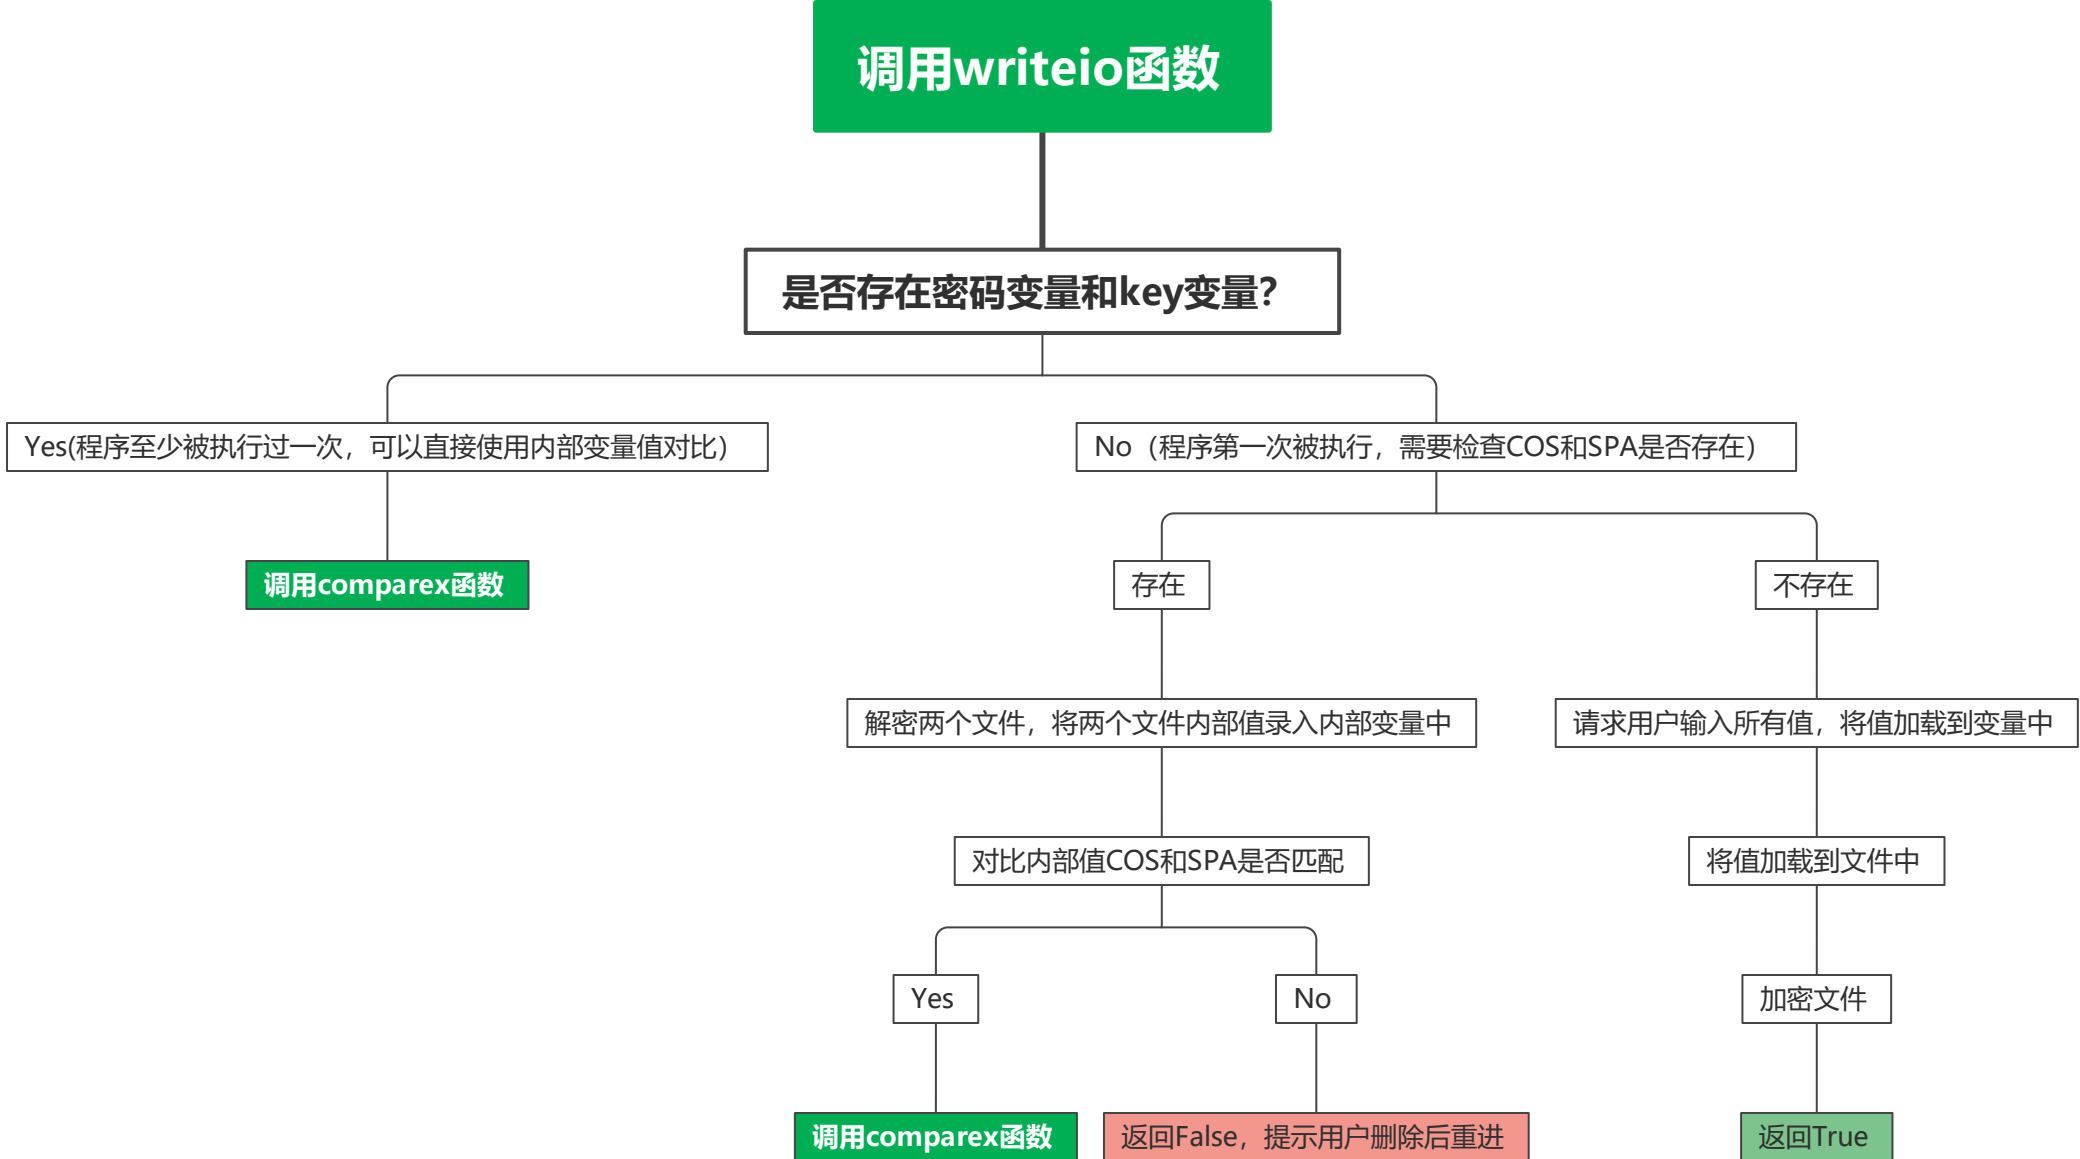 调用writeio函数
是否存在密码变量和key变量？
Yes(程序至少被执行过一次，可以直接使用内部变量值对比）
No（程序第一次被执行，需要检查COS和SPA是否存在）
调用comparex函数
存在
不存在
解密两个文件，将两个文件内部值录入内部变量中
请求用户输入所有值，将值加载到变量中
对比内部值COS和SPA是否匹配
将值加载到文件中
Yes
No
加密文件
调用comparex函数
返回False，提示用户删除后重进
返回True